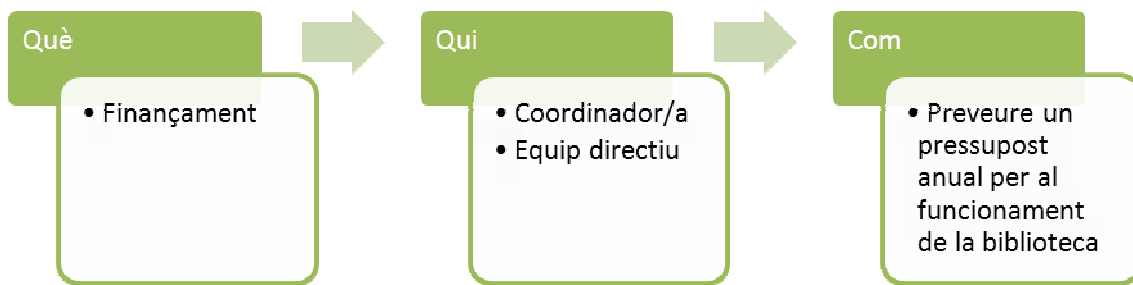 Què
• Finançament
Qui
• Coordinador/a
• Equip directiu
Com
• Preveure un
pressupost
anual per al
funcionament
de la biblioteca